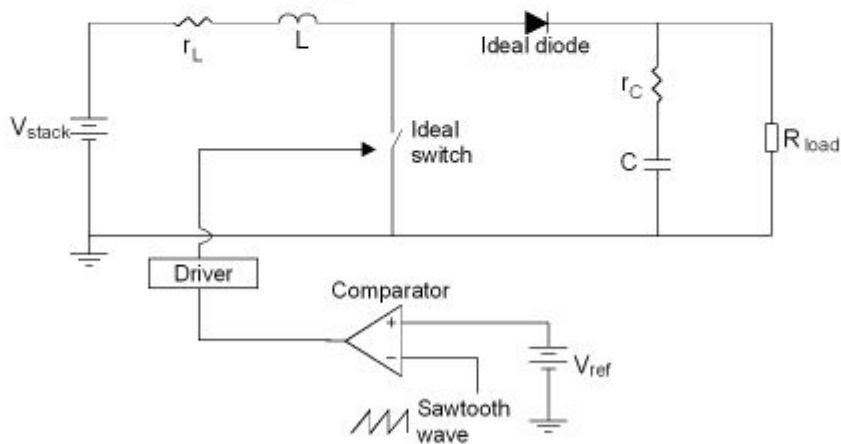 r_L
L
Ideal diode
r_C
V_stack
Ideal
switch
C
R_load
Driver
Comparator
+
−
V_ref
Sawtooth
wave